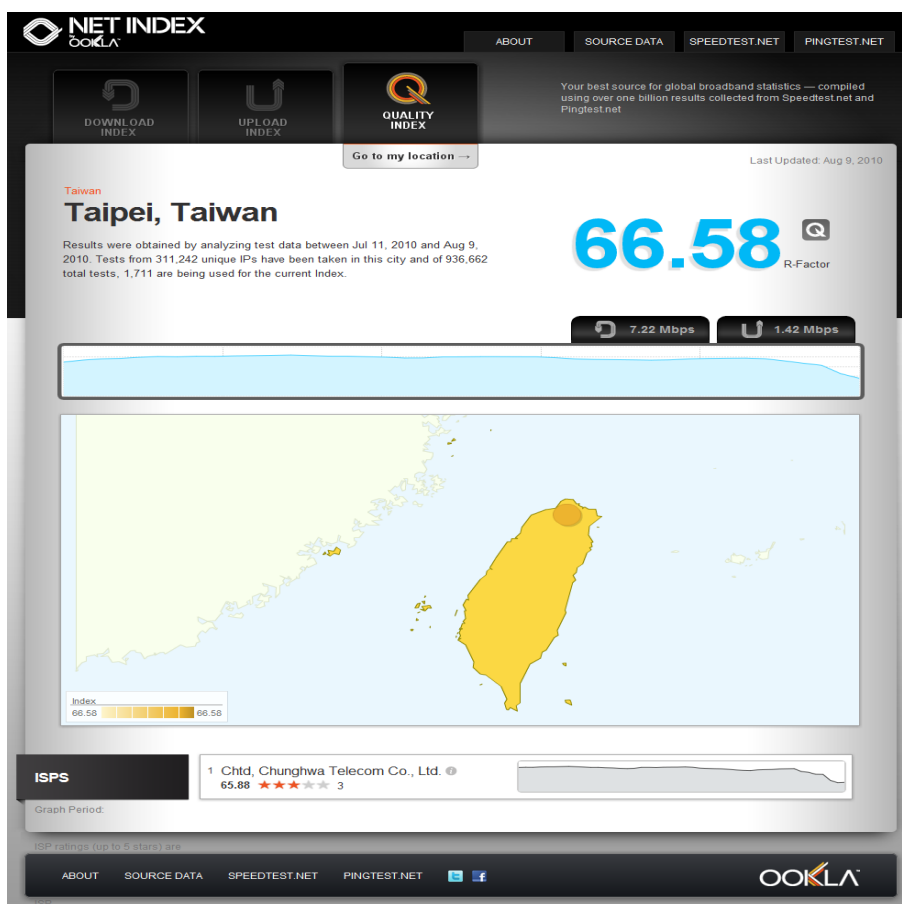 NET INDEX
by OOKLA
ABOUT
SOURCE DATA
SPEEDTEST.NET
PINGTEST.NET
DOWNLOAD
INDEX
UPLOAD
INDEX
QUALITY
INDEX
Your best source for global broadband statistics — compiled
using over one billion results collected from Speedtest.net and
Pingtest.net
Go to my location →
Last Updated: Aug 9, 2010
Taiwan
Taipei, Taiwan
Results were obtained by analyzing test data between Jul 11, 2010 and Aug 9,
2010. Tests from 311,242 unique IPs have been taken in this city and of 936,662
total tests, 1,711 are being used for the current Index.
66.58
Q
R-Factor
7.22 Mbps
1.42 Mbps
Index
66.58 66.58
ISPS
1 Chtd, Chunghwa Telecom Co., Ltd.
65.88 ★★★★★ 3
Graph Period:
ISP ratings (up to 5 stars) are
ABOUT
SOURCE DATA
SPEEDTEST.NET
PINGTEST.NET
OOKLA
ISP